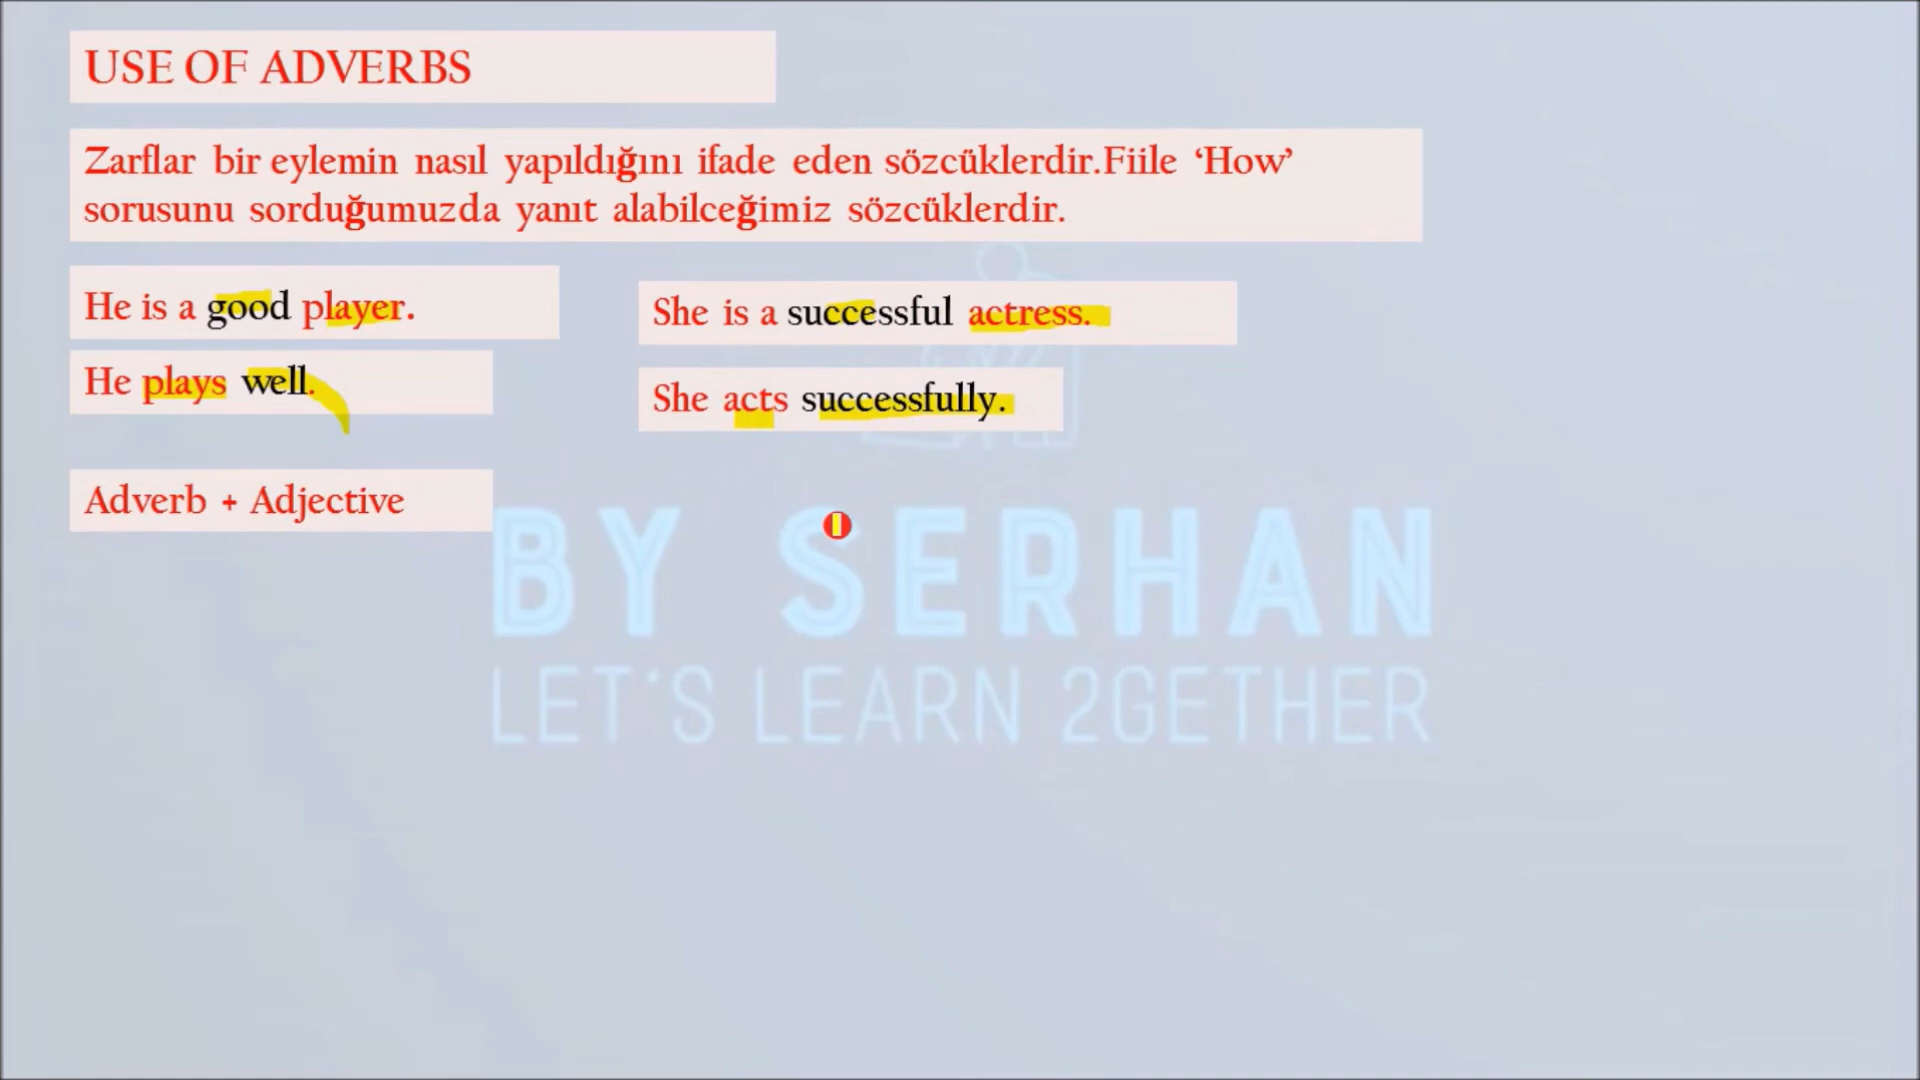 USE OF ADVERBS
Zarflar bir eylemin nasıl yapıldığını ifade eden sözcüklerdir.Fiile ‘How’
sorusunu sorduğumuzda yanıt alabilceğimiz sözcüklerdir.
He is a good player.
He plays well.
She is a successful actress.
She acts successfully.
Adverb + Adjective
BY SERHAN
LET'S LEARN 2GETHER